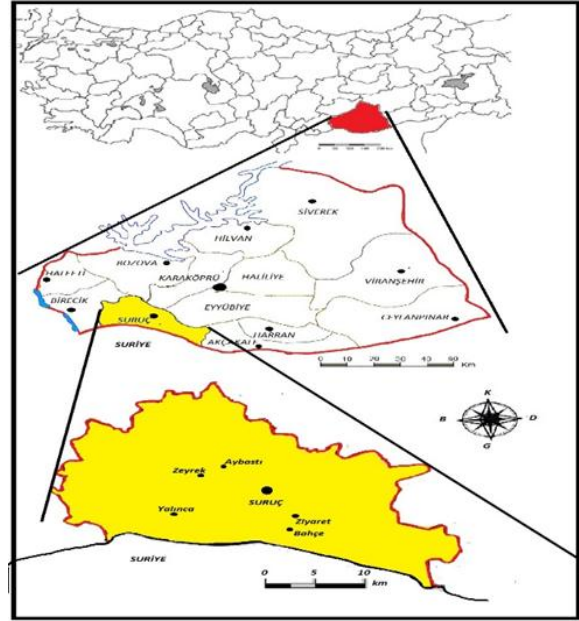 SİVEREK
HİLVAN
BOZOVA
HALFETİ
KARAKÖPRÜ
HALİLİYE
VİRANŞEHİR
BİRECİK
EYYÜBİYE
SURUÇ
CEYLANPINAR
HARRAN
AKÇAKALE
SURİYE
0 10 20 30 40 60
Km
K
B D
G
Aybastı
Zeyrek
SURUÇ
Yalınca
Ziyaret
Bahçe
SURİYE
0 5 10
km